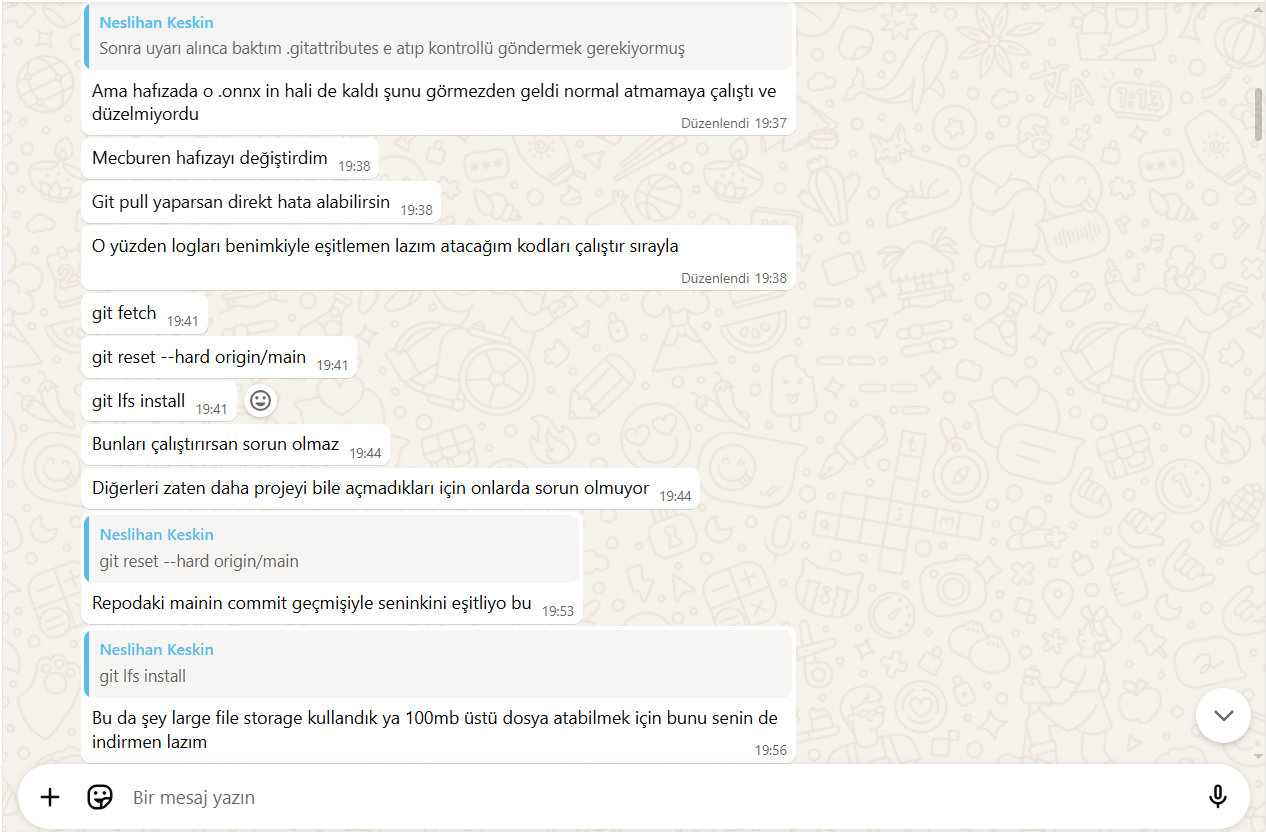 Neslihan Keskin
Sonra uyarı alınca baktım .gitattributes e atıp kontrollü göndermek gerekiyormuş
Ama hafızada o .onnx in hali de kaldı şunu görmezden geldi normal atmamaya çalıştı ve
düzelmiyordu
Düzenlendi 19:37
Mecburen hafızayı değiştirdim 19:38
Git pull yaparsan direkt hata alabilirsin 19:38
O yüzden logları benimkiyle eşitlemen lazım atacağım kodları çalıştır sırayla
Düzenlendi 19:38
git fetch 19:41
git reset --hard origin/main 19:41
git lfs install 19:41
Bunları çalıştırırsan sorun olmaz 19:44
Diğerleri zaten daha projeyi bile açmadıkları için onlarda sorun olmuyor 19:44
Neslihan Keskin
git reset --hard origin/main
Repodaki mainin commit geçmişiyle seninkini eşitliyo bu 19:53
Neslihan Keskin
git lfs install
Bu da şey large file storage kullandık ya 100mb üstü dosya atabilmek için bunu senin de
indirmen lazım
19:56
Bir mesaj yazın